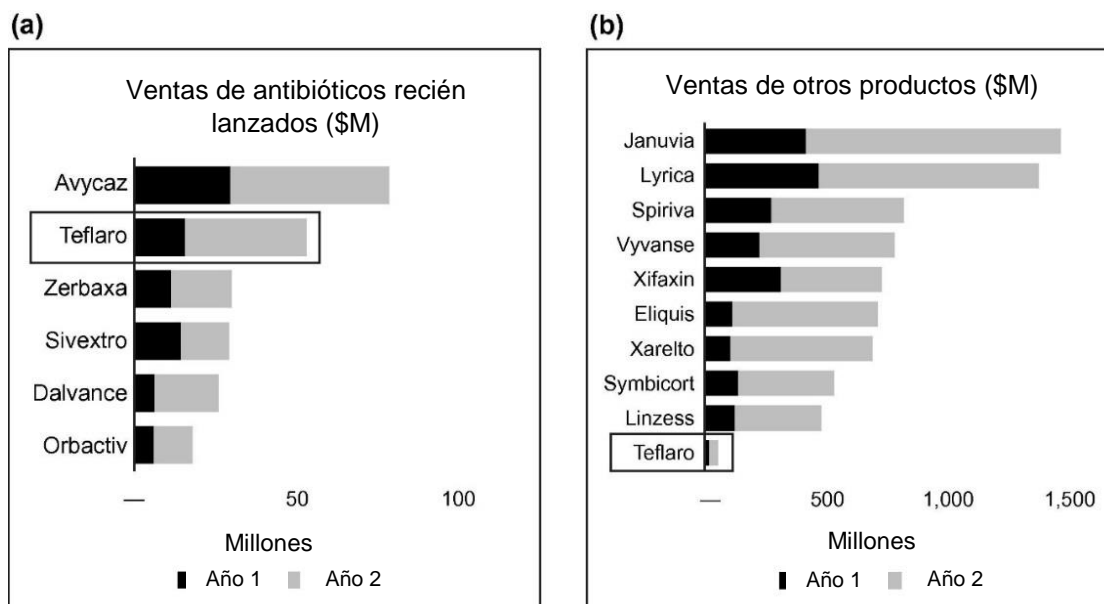 (a)
Ventas de antibióticos recién
lanzados ($M)
Avycaz
Teflaro
Zerbaxa
Sivextro
Dalvance
Orbactiv
— 50 100
Millones
Año 1 Año 2
(b)
Ventas de otros productos ($M)
Januvia
Lyrica
Spiriva
Vyvanse
Xifaxin
Eliquis
Xarelto
Symbicort
Linzess
Teflaro
— 500 1,000 1,500
Millones
Año 1 Año 2